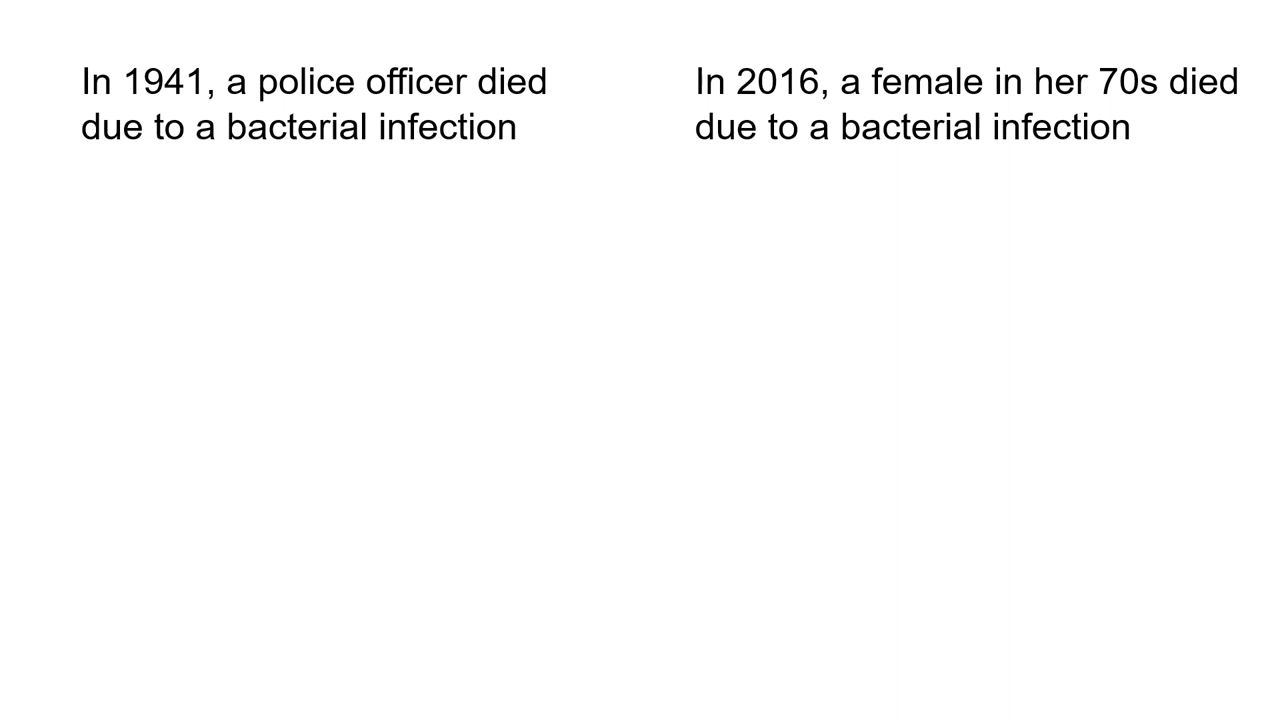 In 1941, a police officer died
due to a bacterial infection
In 2016, a female in her 70s died
due to a bacterial infection